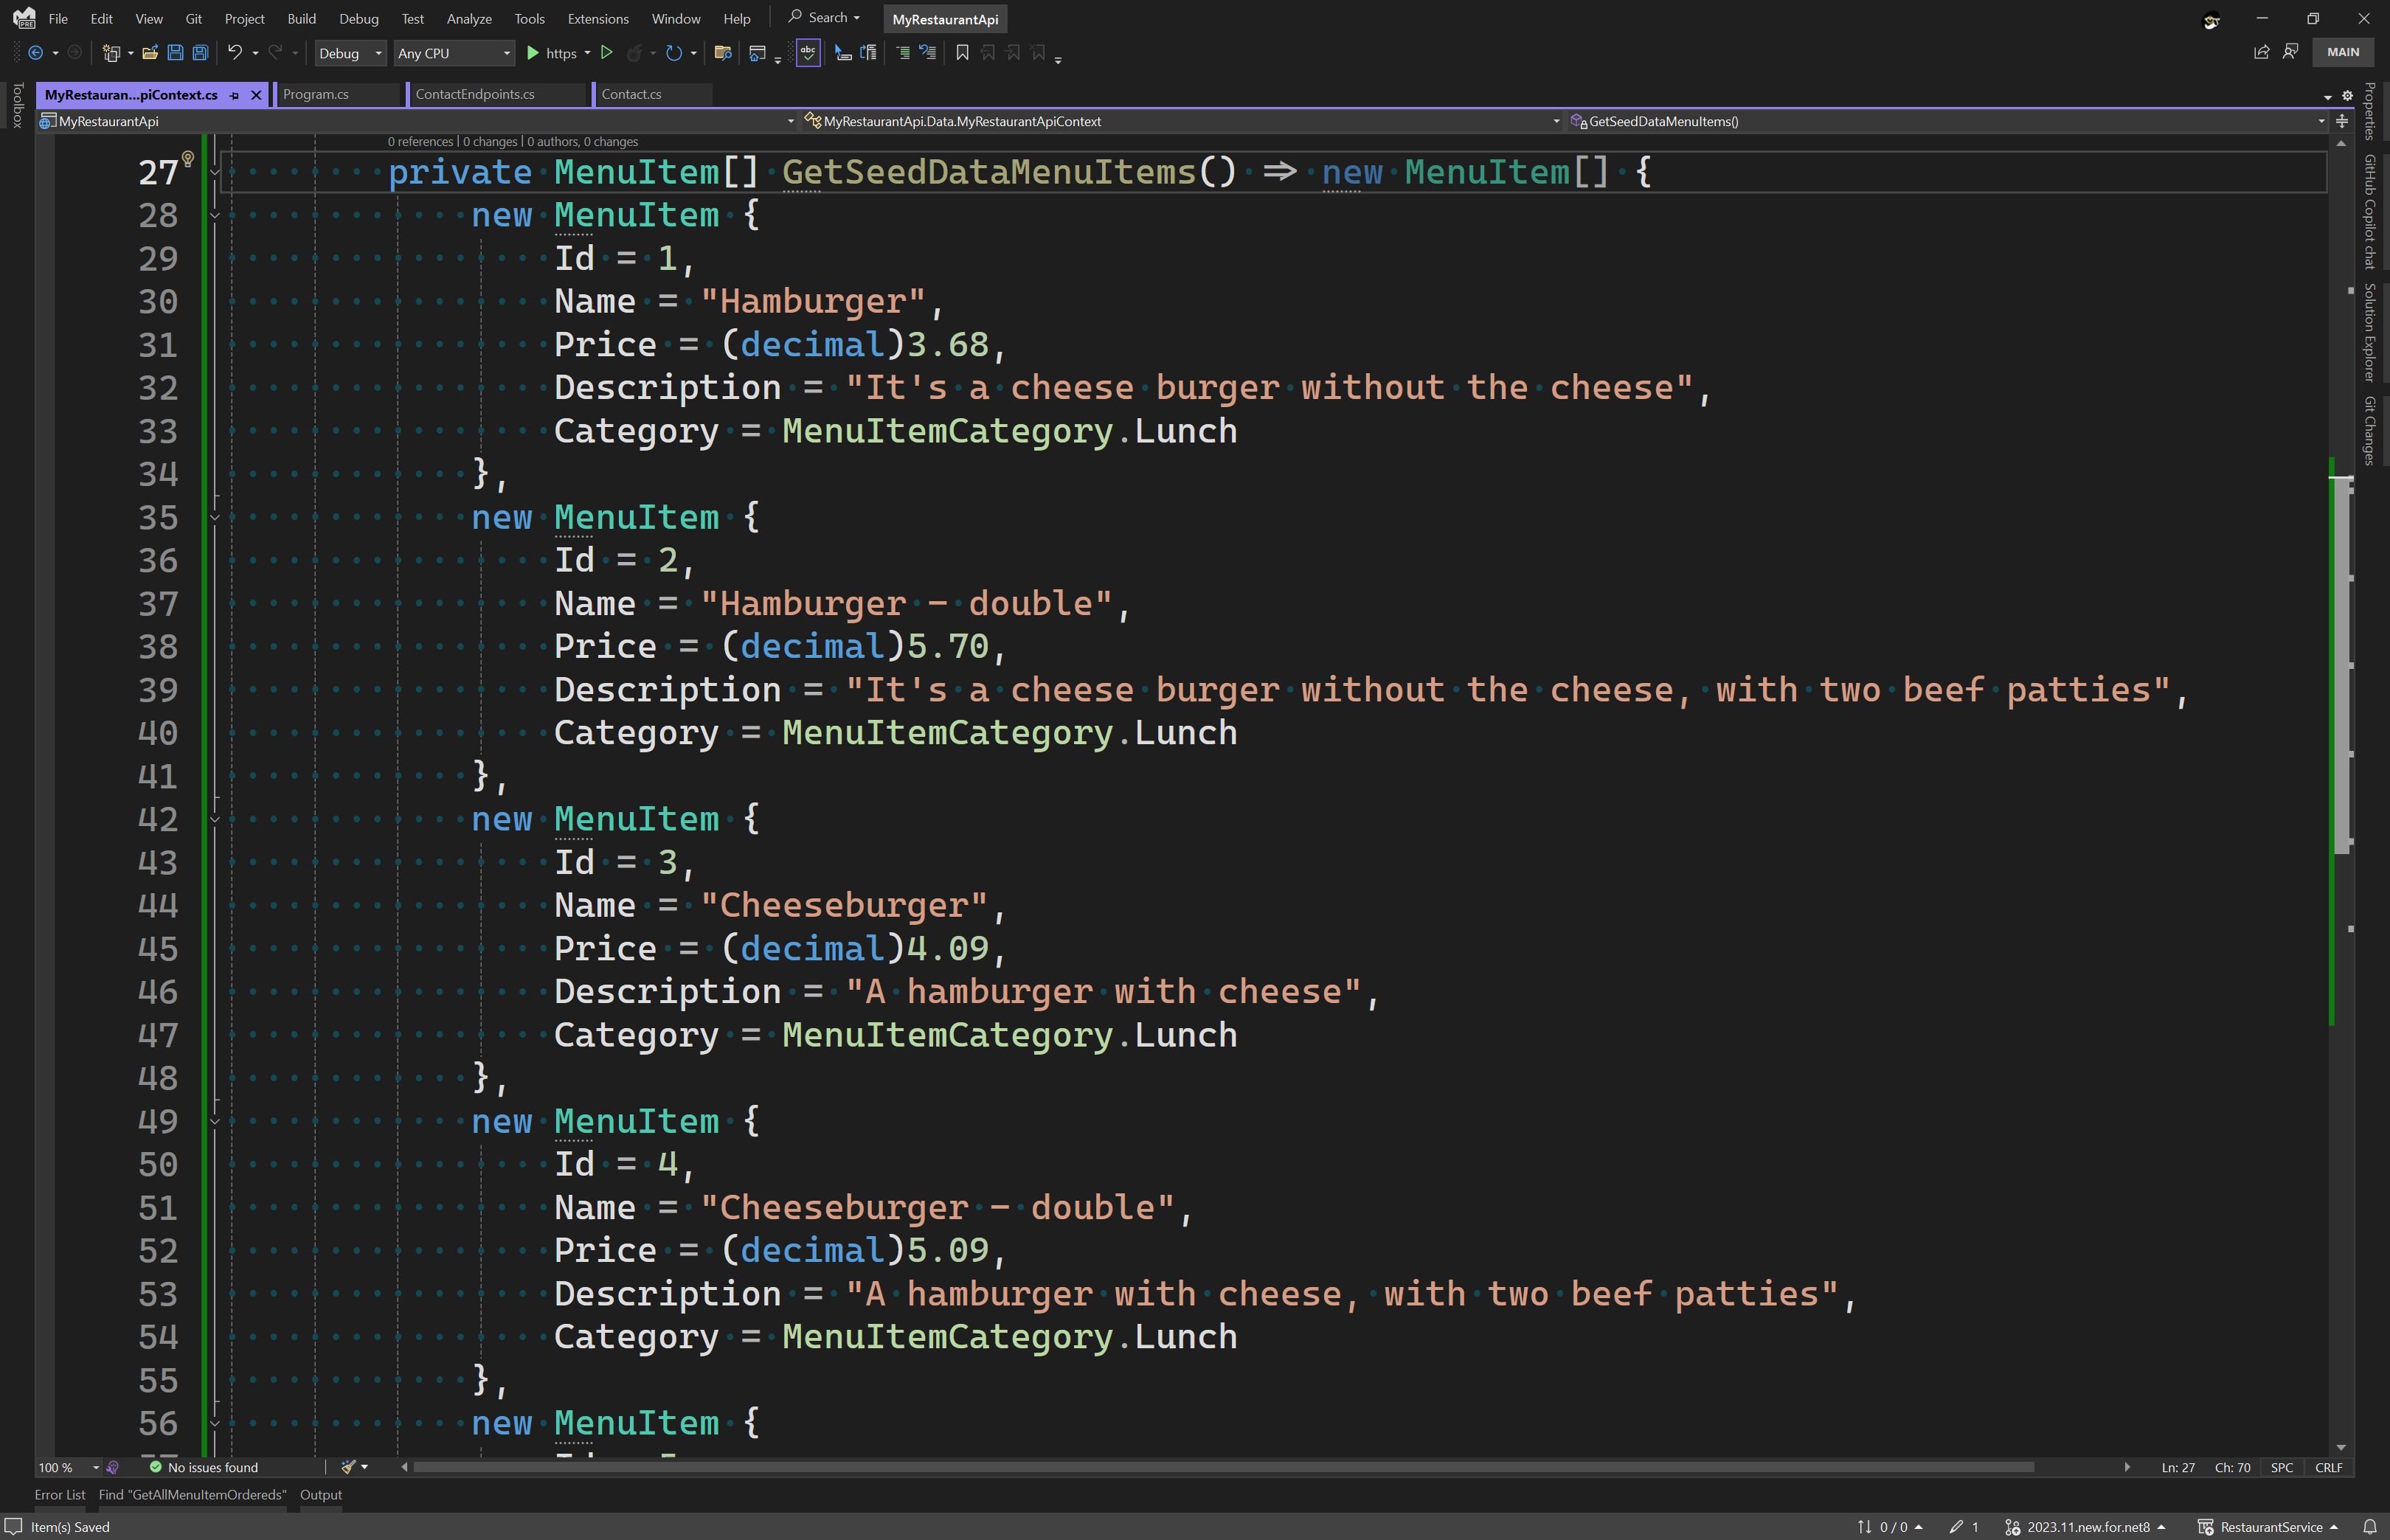 File Edit View Git Project Build Debug Test Analyze Tools Extensions Window Help Search MyRestaurantApi
Debug Any CPU https abc MAIN
MyRestauran...piContext.cs Program.cs ContactEndpoints.cs Contact.cs
MyRestaurantApi MyRestaurantApi.Data.MyRestaurantApiContext GetSeedDataMenuItems()
Toolbox
Properties
GitHub Copilot chat
Solution Explorer
Git Changes
0 references | 0 changes | 0 authors, 0 changes
27 private MenuItem[] GetSeedDataMenuItems() => new MenuItem[] {
28 new MenuItem {
29 Id = 1,
30 Name = "Hamburger",
31 Price = (decimal)3.68,
32 Description = "It's a cheese burger without the cheese",
33 Category = MenuItemCategory.Lunch
34 },
35 new MenuItem {
36 Id = 2,
37 Name = "Hamburger - double",
38 Price = (decimal)5.70,
39 Description = "It's a cheese burger without the cheese, with two beef patties",
40 Category = MenuItemCategory.Lunch
41 },
42 new MenuItem {
43 Id = 3,
44 Name = "Cheeseburger",
45 Price = (decimal)4.09,
46 Description = "A hamburger with cheese",
47 Category = MenuItemCategory.Lunch
48 },
49 new MenuItem {
50 Id = 4,
51 Name = "Cheeseburger - double",
52 Price = (decimal)5.09,
53 Description = "A hamburger with cheese, with two beef patties",
54 Category = MenuItemCategory.Lunch
55 },
56 new MenuItem {
100 % No issues found Ln: 27 Ch: 70 SPC CRLF
Error List Find "GetAllMenuItemOrdereds" Output
Item(s) Saved 0 / 0 1 2023.11.new.for.net8 RestaurantService